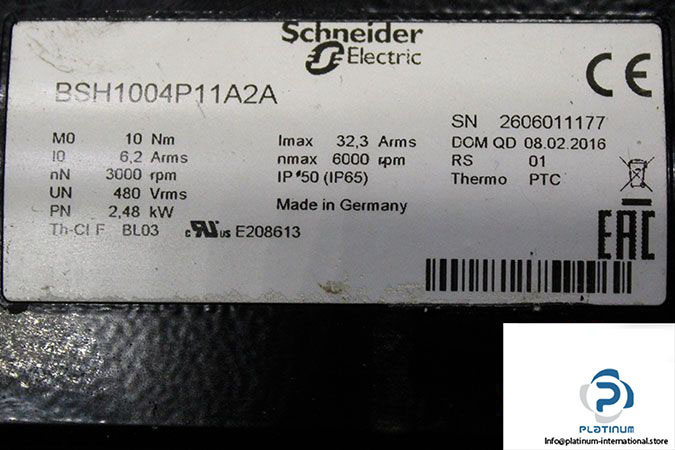 Schneider
Electric
CE
BSH1004P11A2A
SN 2606011177
M0 10 Nm Imax 32,3 Arms DOM QD 08.02.2016
I0 6,2 Arms nmax 6000 rpm RS 01
nN 3000 rpm IP 50 (IP65) Thermo PTC
UN 480 Vrms
PN 2,48 kW Made in Germany
Th-Cl F BL03 c RU us E208613
EAC
PLATINUM
Info@platinum-international.store